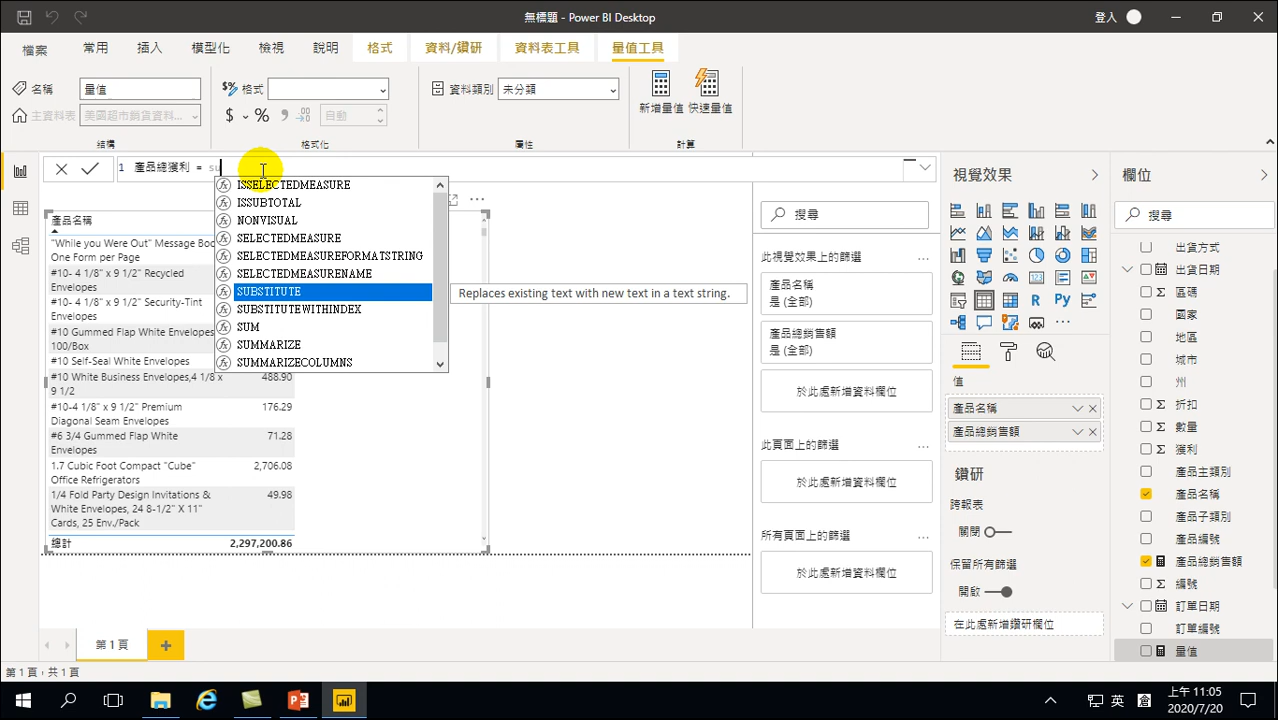 無標題 - Power BI Desktop
登入
檔案 常用 插入 模型化 檢視 說明 格式 資料/鑽研 資料表工具 量值工具
名稱 量值
主資料表 美國超市銷貨資料...
結構
格式
$ % 自動
格式化
資料類別 未分類
屬性
新增量值 快速量值
計算
1 產品總獲利 = su
ISSELECTEDMEASURE
ISSUBTOTAL
NONVISUAL
SELECTEDMEASURE
SELECTEDMEASUREFORMATSTRING
SELECTEDMEASURENAME
SUBSTITUTE
SUBSTITUTEWITHINDEX
SUM
SUMMARIZE
SUMMARIZECOLUMNS
Replaces existing text with new text in a text string.
產品名稱
"While you Were Out" Message Boo
One Form per Page
#10- 4 1/8" x 9 1/2" Recycled
Envelopes
#10- 4 1/8" x 9 1/2" Security-Tint
Envelopes
#10 Gummed Flap White Envelopes
100/Box
#10 Self-Seal White Envelopes
#10 White Business Envelopes,4 1/8 x 488.90
9 1/2
#10-4 1/8" x 9 1/2" Premium 176.29
Diagonal Seam Envelopes
#6 3/4 Gummed Flap White 71.28
Envelopes
1.7 Cubic Foot Compact "Cube" 2,706.08
Office Refrigerators
1/4 Fold Party Design Invitations & 49.98
White Envelopes, 24 8-1/2" X 11"
Cards, 25 Env./Pack
總計 2,297,200.86
搜尋
此視覺效果上的篩選 ...
產品名稱
是 (全部)
產品總銷售額
是 (全部)
於此處新增資料欄位
此頁面上的篩選 ...
於此處新增資料欄位
所有頁面上的篩選 ...
於此處新增資料欄位
視覺效果
R Py
值
產品名稱
產品總銷售額
鑽研
跨報表
關閉
保留所有篩選
開啟
在此處新增鑽研欄位
欄位
搜尋
出貨方式
出貨日期
區碼
國家
地區
城市
州
折扣
數量
獲利
產品主類別
產品名稱
產品子類別
產品編號
產品總銷售額
編號
訂單日期
訂單編號
量值
第 1 頁
第 1 頁，共 1 頁
英
上午 11:05
2020/7/20